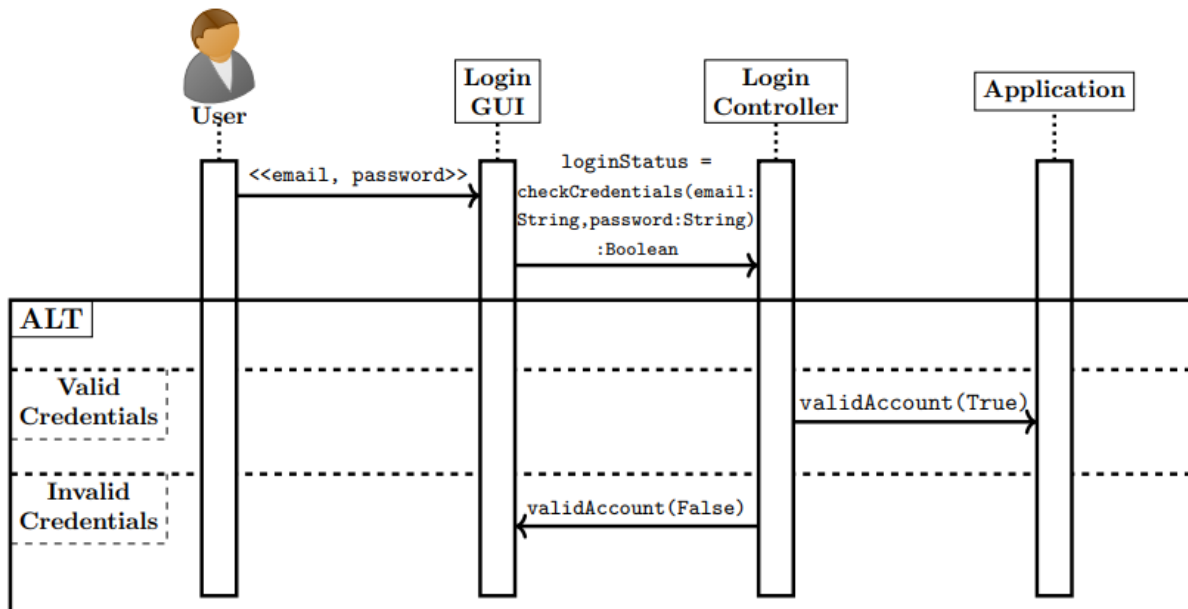 User
Login
GUI
Login
Controller
Application
<<email, password>>
loginStatus =
checkCredentials(email:
String,password:String)
:Boolean
ALT
Valid
Credentials
validAccount(True)
Invalid
Credentials
validAccount(False)